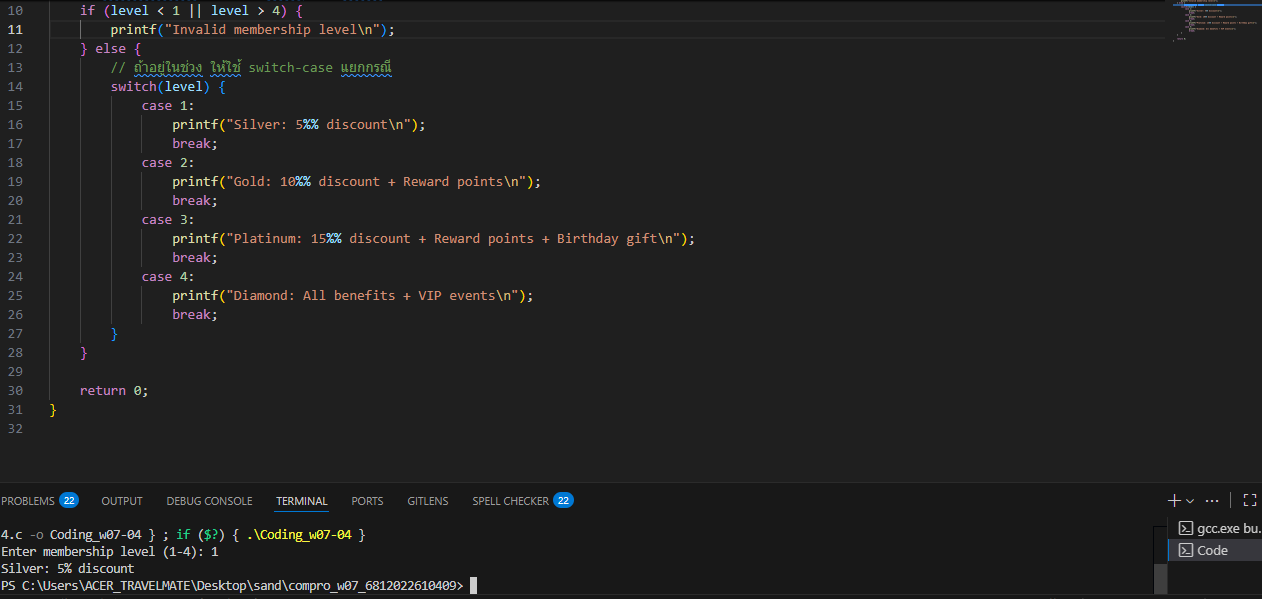 10 if (level < 1 || level > 4) {
11 printf("Invalid membership level\n");
12 } else {
13 // ถ้าอยู่ในช่วง ให้ใช้ switch-case แยกกรณี
14 switch(level) {
15 case 1:
16 printf("Silver: 5%% discount\n");
17 break;
18 case 2:
19 printf("Gold: 10%% discount + Reward points\n");
20 break;
21 case 3:
22 printf("Platinum: 15%% discount + Reward points + Birthday gift\n");
23 break;
24 case 4:
25 printf("Diamond: All benefits + VIP events\n");
26 break;
27 }
28 }
29
30 return 0;
31 }
32
PROBLEMS 22 OUTPUT DEBUG CONSOLE TERMINAL PORTS GITLENS SPELL CHECKER 22
4.c -o Coding_w07-04 } ; if ($?) { .\Coding_w07-04 }
Enter membership level (1-4): 1
Silver: 5% discount
PS C:\Users\ACER_TRAVELMATE\Desktop\sand\compro_w07_6812022610409>
gcc.exe bu...
Code